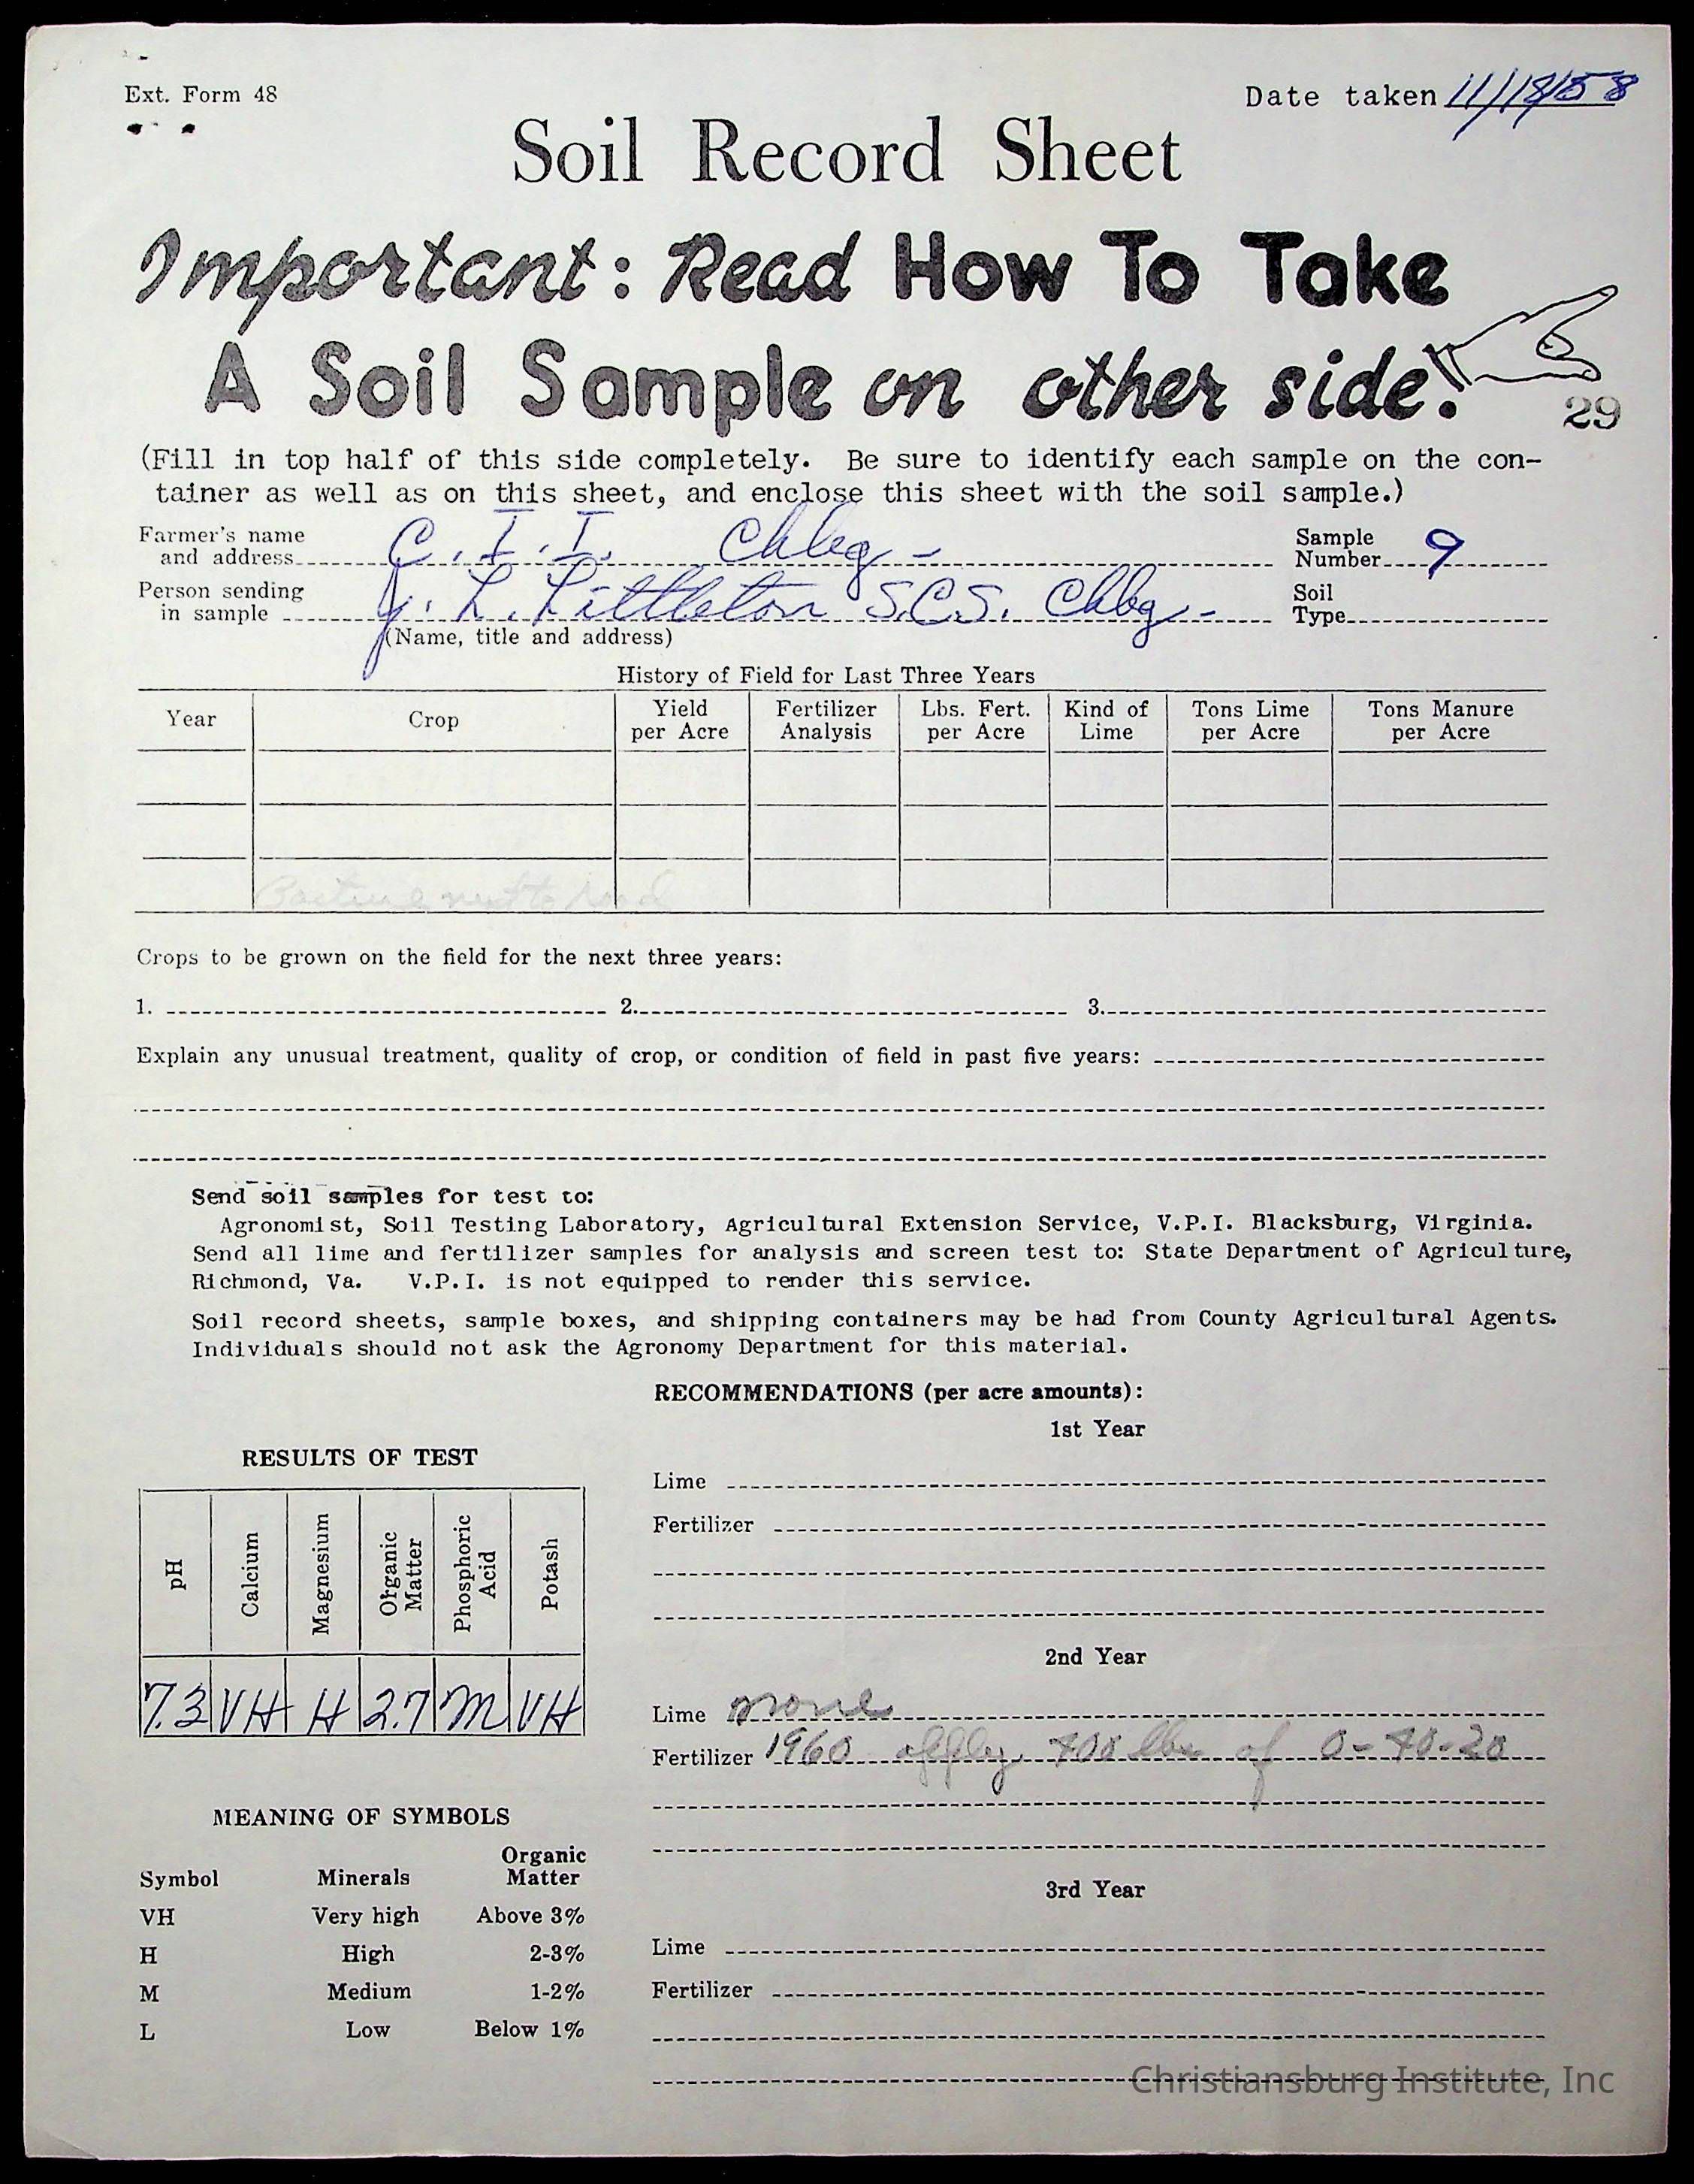 Ext. Form 48
Date taken 11/18/58
Soil Record Sheet
Important: Read How To Take
A Soil Sample on other side!
29
(Fill in top half of this side completely. Be sure to identify each sample on the con-
tainer as well as on this sheet, and enclose this sheet with the soil sample.)
Farmer's name
and address C. I. I. Chbg -
Sample
Number 9
Person sending
in sample J. L. Littleton S.C.S. Chbg. -
Soil
Type
(Name, title and address)
History of Field for Last Three Years
Year Crop Yield per Acre Fertilizer Analysis Lbs. Fert. per Acre Kind of Lime Tons Lime per Acre Tons Manure per Acre
Pasture next to road
Crops to be grown on the field for the next three years:
1. 2. 3.
Explain any unusual treatment, quality of crop, or condition of field in past five years:
Send soil samples for test to:
Agronomist, Soil Testing Laboratory, Agricultural Extension Service, V.P.I. Blacksburg, Virginia.
Send all lime and fertilizer samples for analysis and screen test to: State Department of Agriculture,
Richmond, Va. V.P.I. is not equipped to render this service.
Soil record sheets, sample boxes, and shipping containers may be had from County Agricultural Agents.
Individuals should not ask the Agronomy Department for this material.
RECOMMENDATIONS (per acre amounts):
1st Year
Lime
Fertilizer
RESULTS OF TEST
pH Calcium Magnesium Organic Matter Phosphoric Acid Potash
7.3 VH H 2.7 M VH
2nd Year
Lime none
Fertilizer 1960 apply 400 lbs of 0-40-20
3rd Year
Lime
Fertilizer
MEANING OF SYMBOLS
Symbol Minerals Organic Matter
VH Very high Above 3%
H High 2-3%
M Medium 1-2%
L Low Below 1%
Christiansburg Institute, Inc